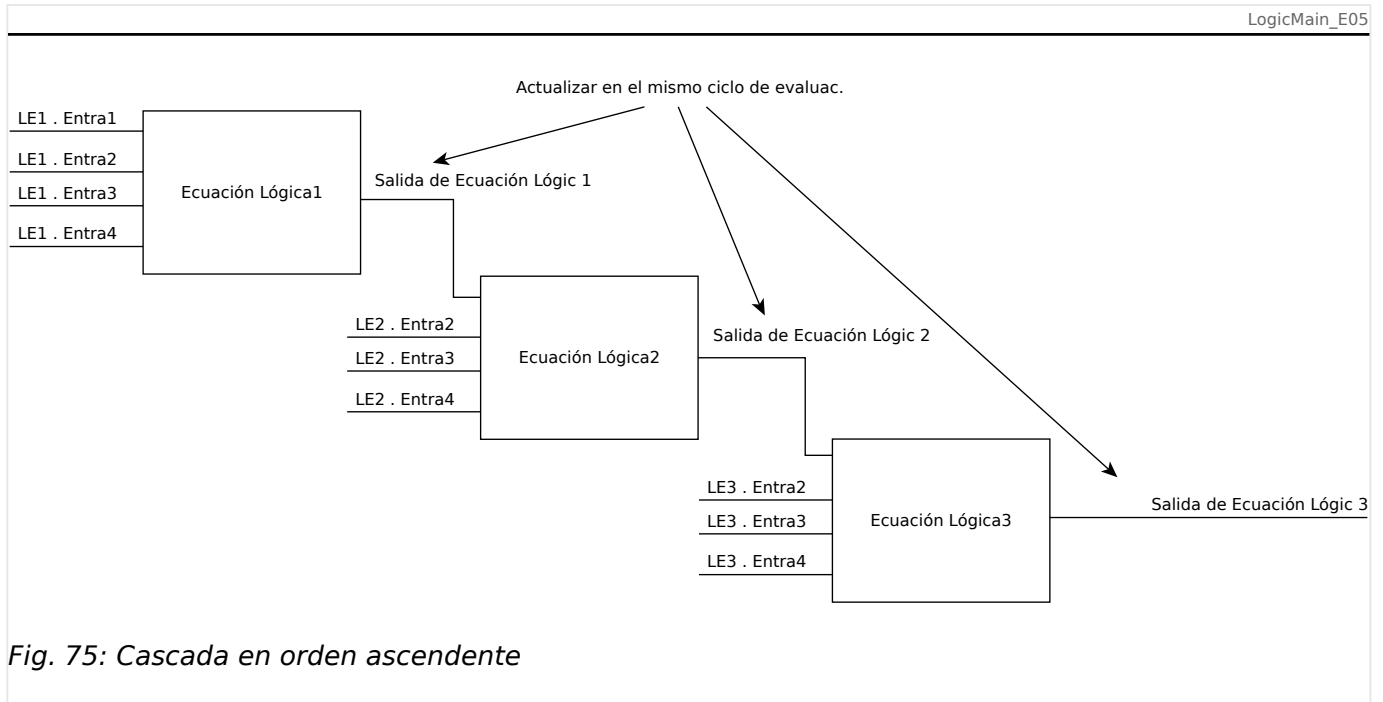 LogicMain_E05
Actualizar en el mismo ciclo de evaluac.
LE1 . Entra1
LE1 . Entra2
LE1 . Entra3
LE1 . Entra4
Ecuación Lógica1
Salida de Ecuación Lógic 1
LE2 . Entra2
LE2 . Entra3
LE2 . Entra4
Ecuación Lógica2
Salida de Ecuación Lógic 2
LE3 . Entra2
LE3 . Entra3
LE3 . Entra4
Ecuación Lógica3
Salida de Ecuación Lógic 3
Fig. 75: Cascada en orden ascendente